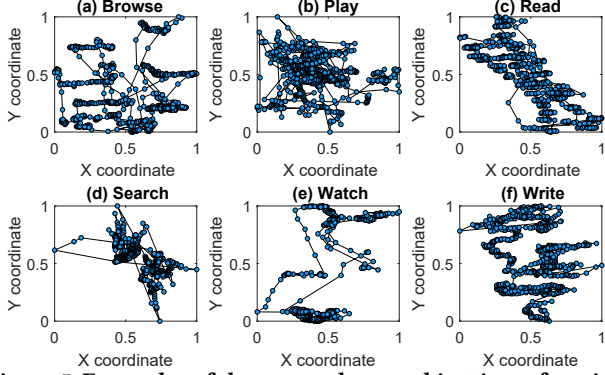 (a) Browse (b) Play (c) Read
Y coordinate Y coordinate Y coordinate
1 1 1
0.5 0.5 0.5
0 0 0
0 0.5 1 0 0.5 1 0 0.5 1
X coordinate X coordinate X coordinate
(d) Search (e) Watch (f) Write
Y coordinate Y coordinate Y coordinate
1 1 1
0.5 0.5 0.5
0 0 0
0 0.5 1 0 0.5 1 0 0.5 1
X coordinate X coordinate X coordinate